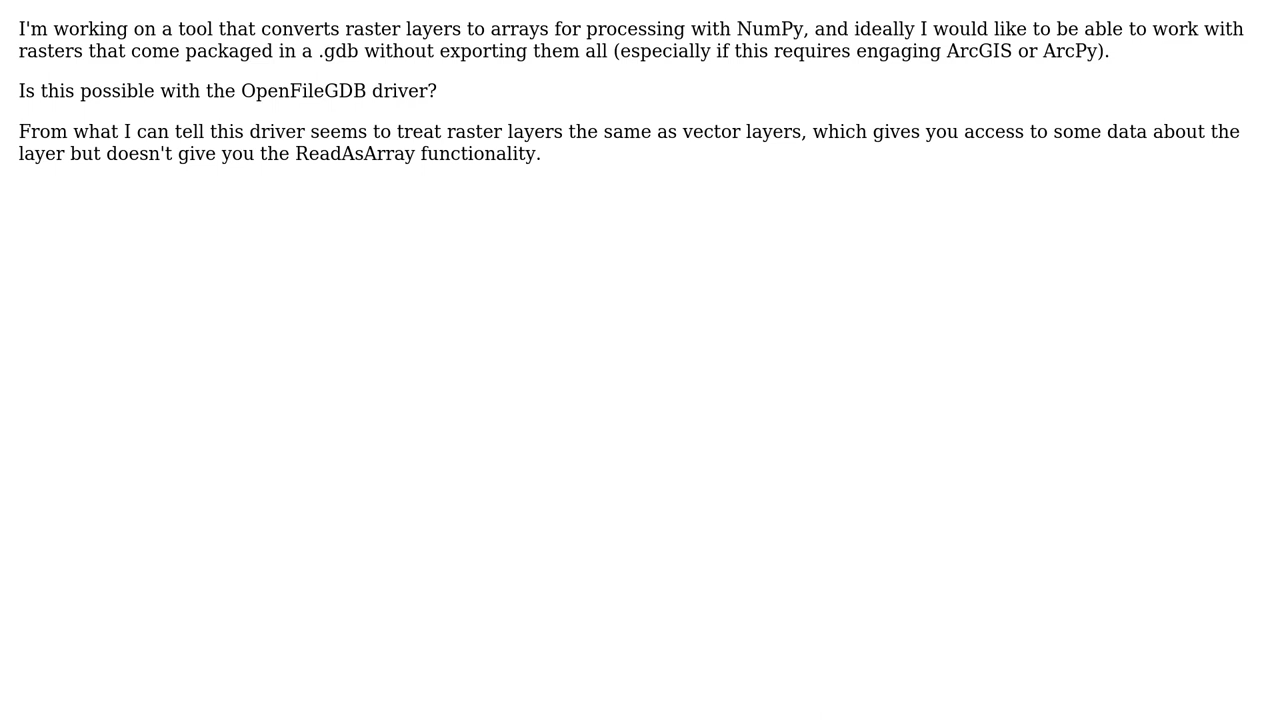 I'm working on a tool that converts raster layers to arrays for processing with NumPy, and ideally I would like to be able to work with
rasters that come packaged in a .gdb without exporting them all (especially if this requires engaging ArcGIS or ArcPy).
Is this possible with the OpenFileGDB driver?
From what I can tell this driver seems to treat raster layers the same as vector layers, which gives you access to some data about the
layer but doesn't give you the ReadAsArray functionality.